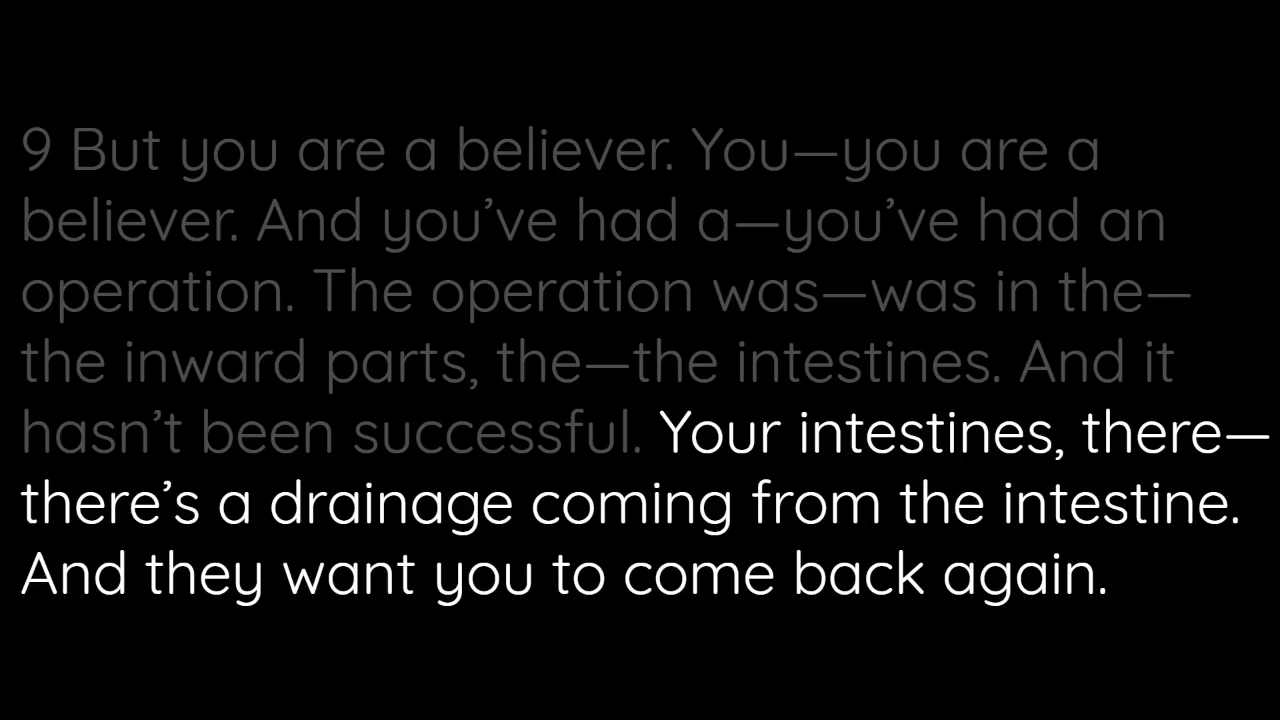 9 But you are a believer. You—you are a
believer. And you’ve had a—you’ve had an
operation. The operation was—was in the—
the inward parts, the—the intestines. And it
hasn’t been successful. Your intestines, there—
there’s a drainage coming from the intestine.
And they want you to come back again.